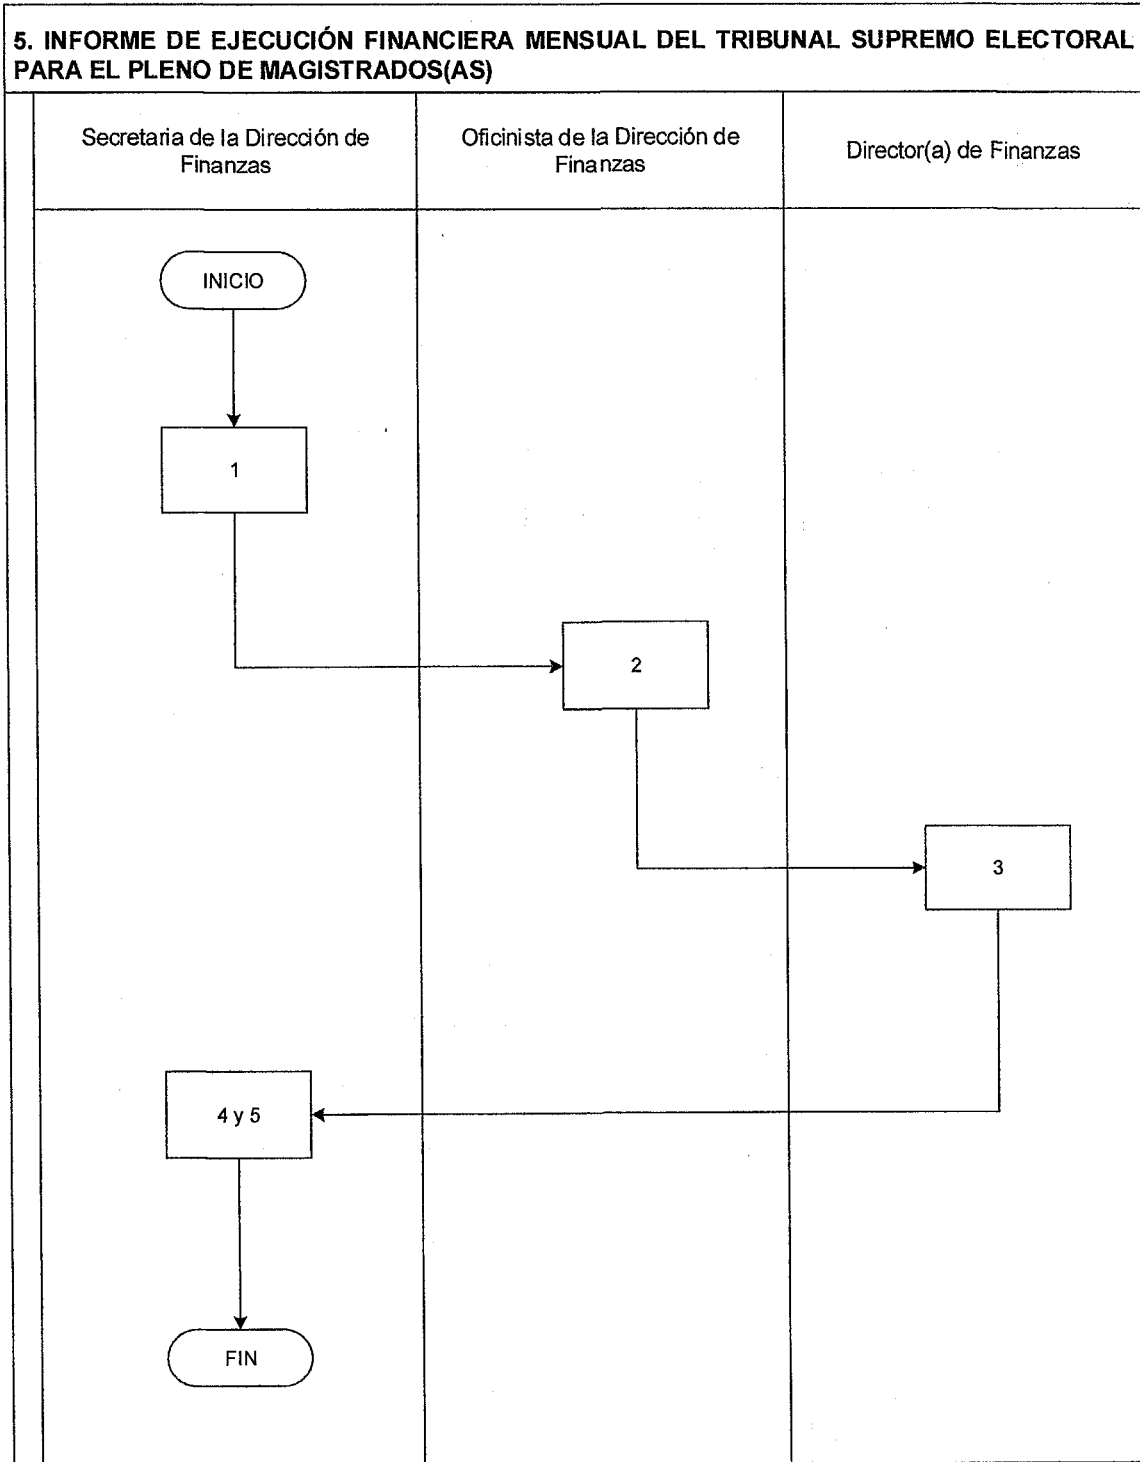 5. INFORME DE EJECUCIÓN FINANCIERA MENSUAL DEL TRIBUNAL SUPREMO ELECTORAL
PARA EL PLENO DE MAGISTRADOS(AS)
Secretaria de la Dirección de
Finanzas
Oficinista de la Dirección de
Finanzas
Director(a) de Finanzas
INICIO
1
2
3
4 y 5
FIN